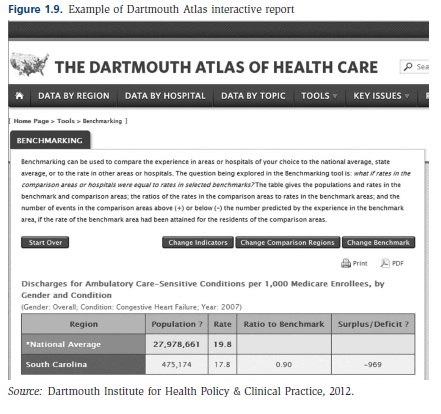 Figure 1.9. Example of Dartmouth Atlas interactive report
THE DARTMOUTH ATLAS OF HEALTH CARE
Sea
DATA BY REGION DATA BY HOSPITAL DATA BY TOPIC TOOLS KEY ISSUES
[ Home Page > Tools > Benchmarking ]
BENCHMARKING
Benchmarking can be used to compare the experience in areas or hospitals of your choice to the national average, state
average, or to the rate in other areas or hospitals. The question being explored in the Benchmarking tool is: what if rates in the
comparison areas or hospitals were equal to rates in selected benchmarks? The table gives the populations and rates in the
benchmark and comparison areas; the ratios of the rates in the comparison areas to rates in the benchmark areas; and the
number of events in the comparison areas above (+) or below (-) the number predicted by the experience in the benchmark
area, if the rate of the benchmark area had been attained for the residents of the comparison areas.
Start Over Change Indicators Change Comparison Regions Change Benchmark
Print PDF
Discharges for Ambulatory Care-Sensitive Conditions per 1,000 Medicare Enrollees, by
Gender and Condition
(Gender: Overall; Condition: Congestive Heart Failure; Year: 2007)
Region Population ? Rate Ratio to Benchmark Surplus/Deficit ?
*National Average 27,978,661 19.8
South Carolina 475,174 17.8 0.90 -969
Source: Dartmouth Institute for Health Policy & Clinical Practice, 2012.